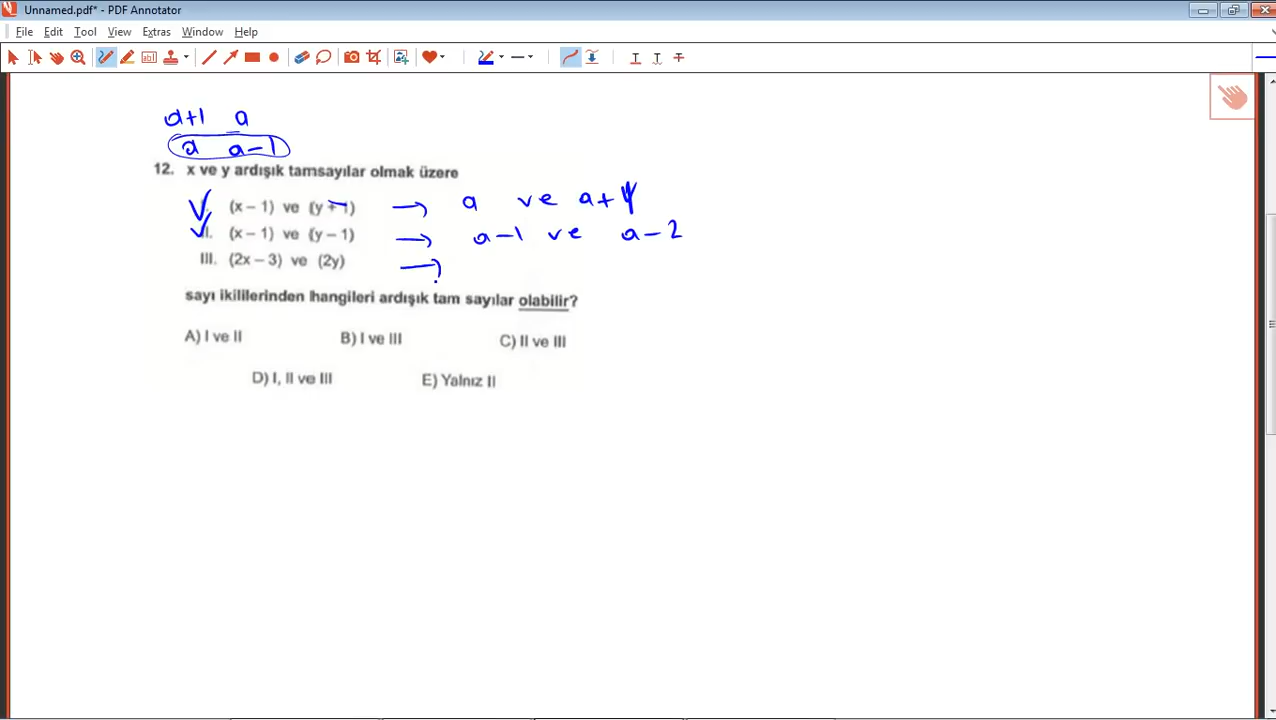 Unnamed.pdf* - PDF Annotator
File Edit Tool View Extras Window Help
a+1 a
a a-1
12. x ve y ardışık tamsayılar olmak üzere
(x – 1) ve (y + 1) → a ve a+
II. (x – 1) ve (y – 1) → a-1 ve a-2
III. (2x – 3) ve (2y) →
sayı ikililerinden hangileri ardışık tam sayılar olabilir?
A) I ve II B) I ve III C) II ve III
D) I, II ve III E) Yalnız II